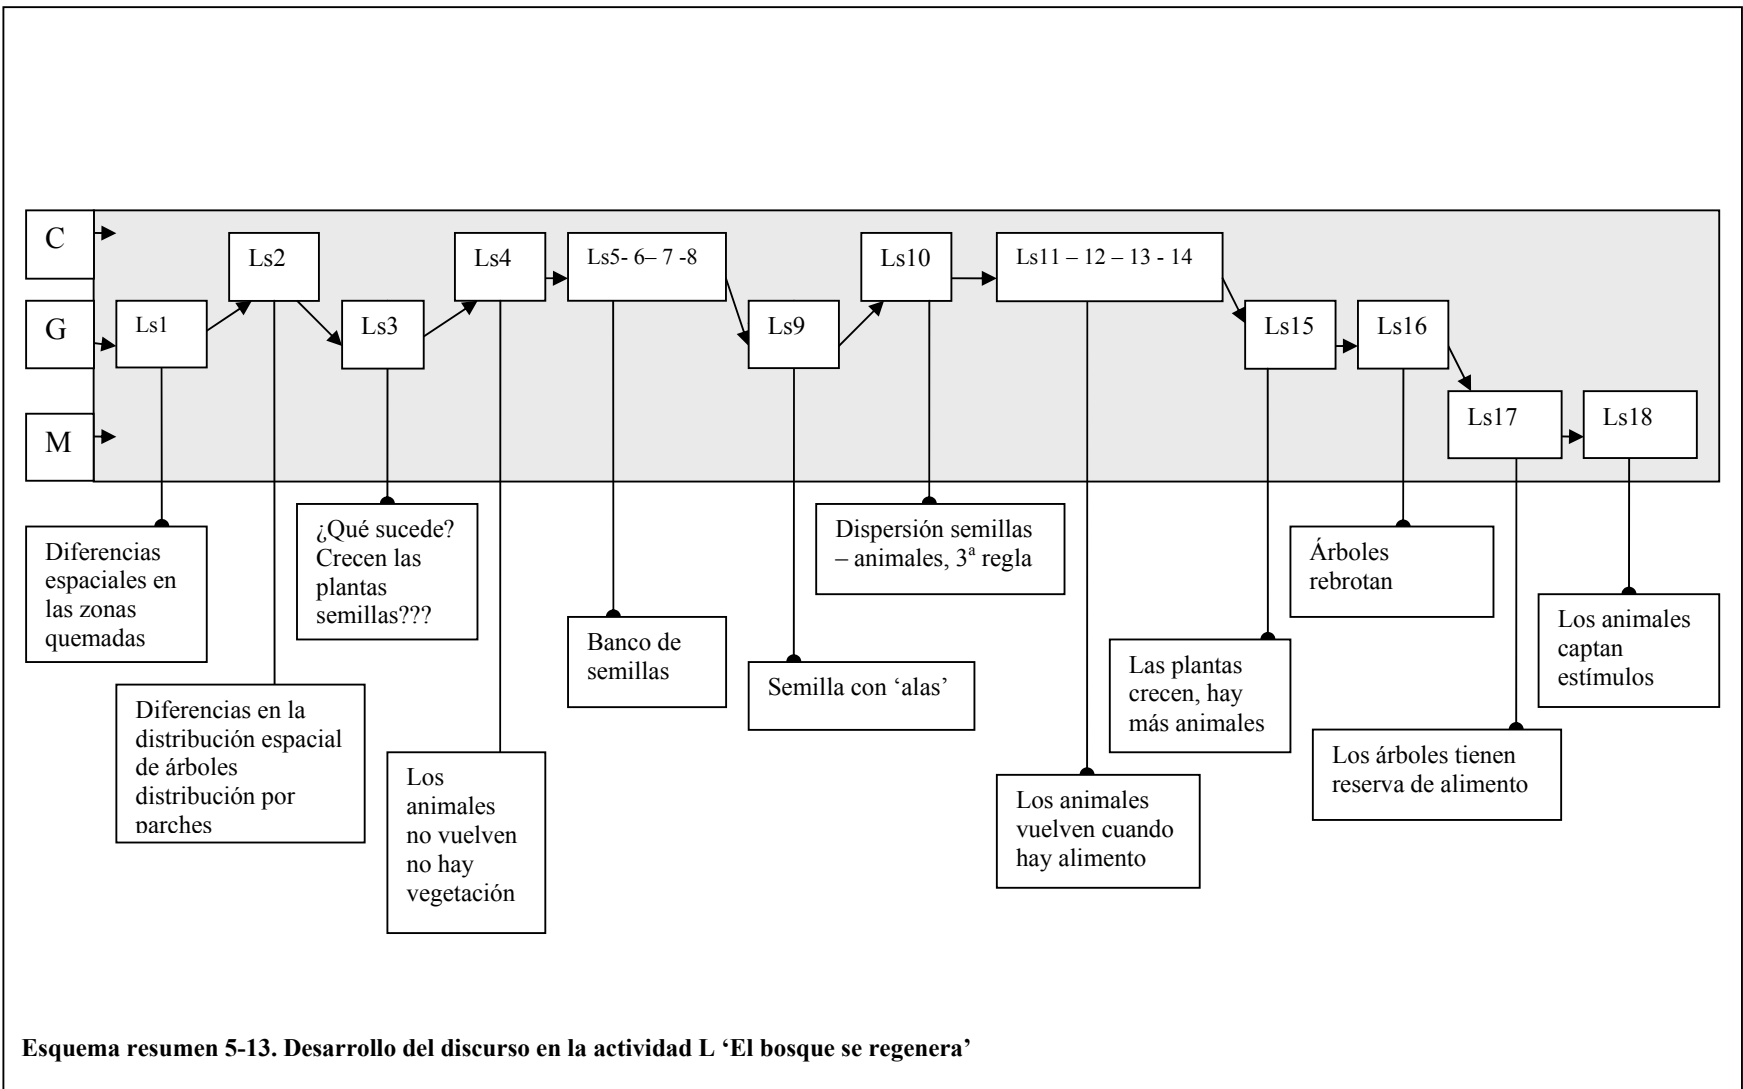 C
Ls2
Ls4
Ls5- 6– 7 -8
Ls10
Ls11 – 12 – 13 - 14
G
Ls1
Ls3
Ls9
Ls15
Ls16
M
Ls17
Ls18
Diferencias
espaciales en
las zonas
quemadas
Diferencias en la
distribución espacial
de árboles
distribución por
parches
¿Qué sucede?
Crecen las
plantas
semillas???
Los
animales
no vuelven
no hay
vegetación
Banco de
semillas
Semilla con ‘alas’
Dispersión semillas
– animales, 3ª regla
Los animales
vuelven cuando
hay alimento
Las plantas
crecen, hay
más animales
Árboles
rebrotan
Los árboles tienen
reserva de alimento
Los animales
captan
estímulos
Esquema resumen 5-13. Desarrollo del discurso en la actividad L ‘El bosque se regenera’